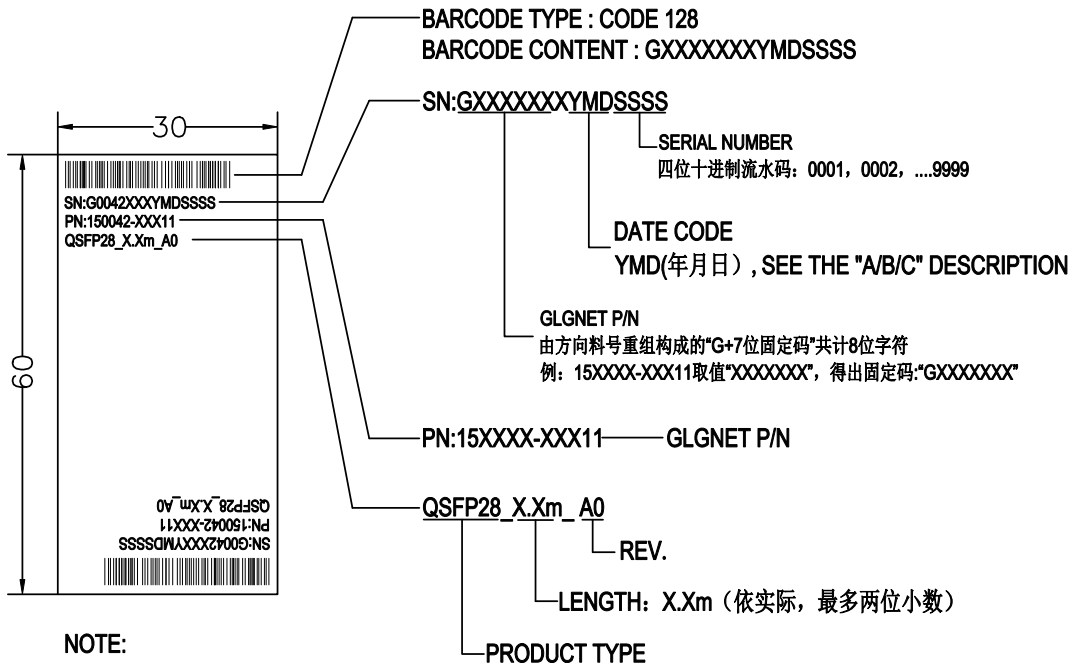 BARCODE TYPE : CODE 128
BARCODE CONTENT : GXXXXXXXYMDSSSS
SN:GXXXXXXXYMDSSSS
SERIAL NUMBER
四位十进制流水码：0001，0002，....9999
DATE CODE
YMD(年月日）, SEE THE "A/B/C" DESCRIPTION
GLGNET P/N
由方向料号重组构成的“G+7位固定码”共计8位字符
例：15XXXX-XXX11取值“XXXXXXX”，得出固定码:“GXXXXXXX”
PN:15XXXX-XXX11
GLGNET P/N
QSFP28_X.Xm_ A0
REV.
LENGTH：X.Xm（依实际，最多两位小数）
PRODUCT TYPE
30
60
SN:G0042XXXYMDSSSS
PN:150042-XXX11
QSFP28_X.Xm_A0
QSFP28_X.Xm_A0
PN:150042-XXX11
SN:G0042XXXYMDSSSS
NOTE: